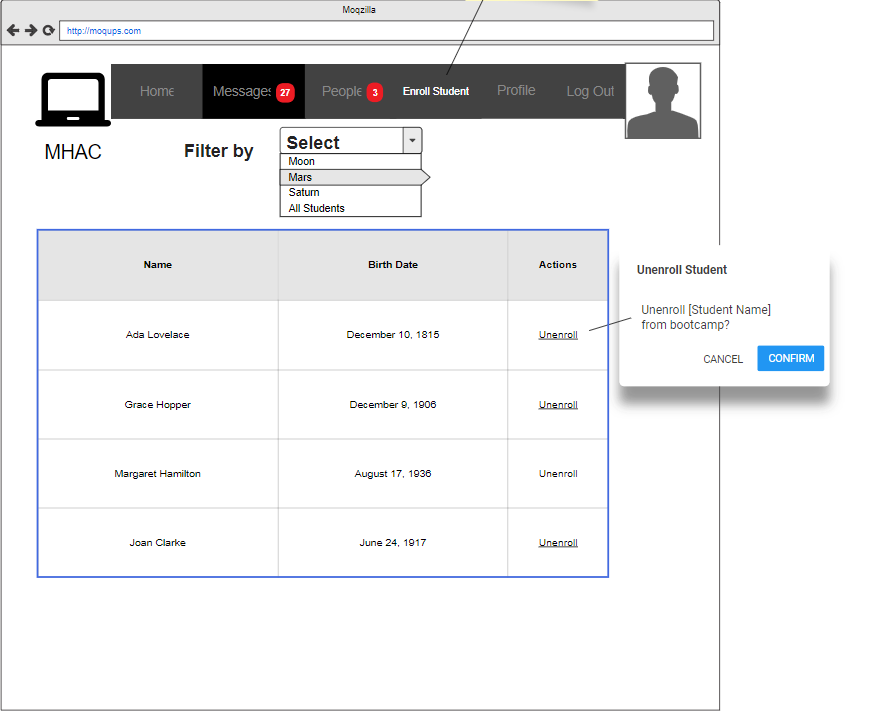 Moqzilla
http://moqups.com
Home Messages 27 People 3 Enroll Student Profile Log Out
MHAC
Filter by
Select
Moon
Mars
Saturn
All Students
Name Birth Date Actions
Ada Lovelace December 10, 1815 Unenroll
Grace Hopper December 9, 1906 Unenroll
Margaret Hamilton August 17, 1936 Unenroll
Joan Clarke June 24, 1917 Unenroll
Unenroll Student
Unenroll [Student Name]
from bootcamp?
CANCEL CONFIRM